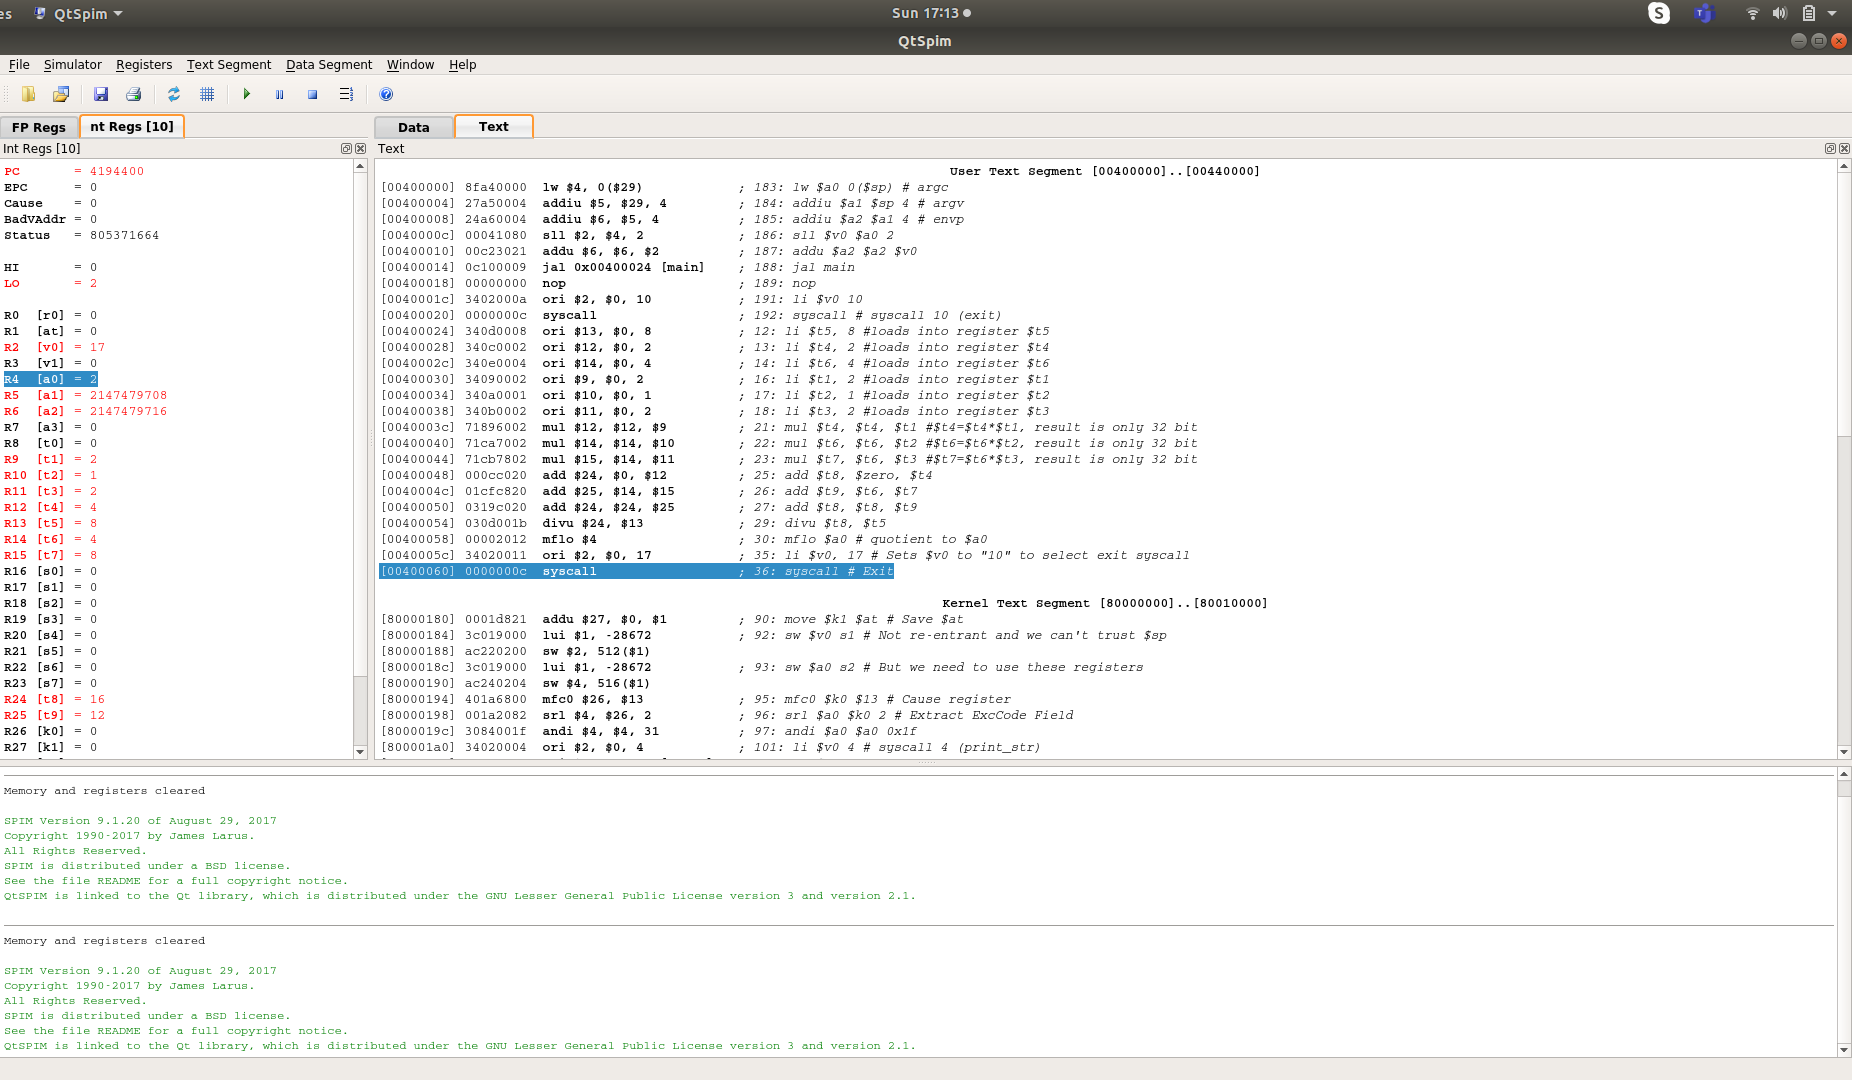 es QtSpim Sun 17:13
QtSpim
File Simulator Registers Text Segment Data Segment Window Help
FP Regs nt Regs [10] Data Text
Int Regs [10] Text
PC = 4194400
EPC = 0
Cause = 0
BadVAddr = 0
Status = 805371664
HI = 0
LO = 2
R0 [r0] = 0
R1 [at] = 0
R2 [v0] = 17
R3 [v1] = 0
R4 [a0] = 2
R5 [a1] = 2147479708
R6 [a2] = 2147479716
R7 [a3] = 0
R8 [t0] = 0
R9 [t1] = 2
R10 [t2] = 1
R11 [t3] = 2
R12 [t4] = 4
R13 [t5] = 8
R14 [t6] = 4
R15 [t7] = 8
R16 [s0] = 0
R17 [s1] = 0
R18 [s2] = 0
R19 [s3] = 0
R20 [s4] = 0
R21 [s5] = 0
R22 [s6] = 0
R23 [s7] = 0
R24 [t8] = 16
R25 [t9] = 12
R26 [k0] = 0
R27 [k1] = 0
User Text Segment [00400000]..[00440000]
[00400000] 8fa40000 lw $4, 0($29) ; 183: lw $a0 0($sp) # argc
[00400004] 27a50004 addiu $5, $29, 4 ; 184: addiu $a1 $sp 4 # argv
[00400008] 24a60004 addiu $6, $5, 4 ; 185: addiu $a2 $a1 4 # envp
[0040000c] 00041080 sll $2, $4, 2 ; 186: sll $v0 $a0 2
[00400010] 00c23021 addu $6, $6, $2 ; 187: addu $a2 $a2 $v0
[00400014] 0c100009 jal 0x00400024 [main] ; 188: jal main
[00400018] 00000000 nop ; 189: nop
[0040001c] 3402000a ori $2, $0, 10 ; 191: li $v0 10
[00400020] 0000000c syscall ; 192: syscall # syscall 10 (exit)
[00400024] 340d0008 ori $13, $0, 8 ; 12: li $t5, 8 #loads into register $t5
[00400028] 340c0002 ori $12, $0, 2 ; 13: li $t4, 2 #loads into register $t4
[0040002c] 340e0004 ori $14, $0, 4 ; 14: li $t6, 4 #loads into register $t6
[00400030] 34090002 ori $9, $0, 2 ; 16: li $t1, 2 #loads into register $t1
[00400034] 340a0001 ori $10, $0, 1 ; 17: li $t2, 1 #loads into register $t2
[00400038] 340b0002 ori $11, $0, 2 ; 18: li $t3, 2 #loads into register $t3
[0040003c] 71896002 mul $12, $12, $9 ; 21: mul $t4, $t4, $t1 #$t4=$t4*$t1, result is only 32 bit
[00400040] 71ca7002 mul $14, $14, $10 ; 22: mul $t6, $t6, $t2 #$t6=$t6*$t2, result is only 32 bit
[00400044] 71cb7802 mul $15, $14, $11 ; 23: mul $t7, $t6, $t3 #$t7=$t6*$t3, result is only 32 bit
[00400048] 000cc020 add $24, $0, $12 ; 25: add $t8, $zero, $t4
[0040004c] 01cfc820 add $25, $14, $15 ; 26: add $t9, $t6, $t7
[00400050] 0319c020 add $24, $24, $25 ; 27: add $t8, $t8, $t9
[00400054] 030d001b divu $24, $13 ; 29: divu $t8, $t5
[00400058] 00002012 mflo $4 ; 30: mflo $a0 # quotient to $a0
[0040005c] 34020011 ori $2, $0, 17 ; 35: li $v0, 17 # Sets $v0 to "10" to select exit syscall
[00400060] 0000000c syscall ; 36: syscall # Exit
Kernel Text Segment [80000000]..[80010000]
[80000180] 0001d821 addu $27, $0, $1 ; 90: move $k1 $at # Save $at
[80000184] 3c019000 lui $1, -28672 ; 92: sw $v0 s1 # Not re-entrant and we can't trust $sp
[80000188] ac220200 sw $2, 512($1)
[8000018c] 3c019000 lui $1, -28672 ; 93: sw $a0 s2 # But we need to use these registers
[80000190] ac240204 sw $4, 516($1)
[80000194] 401a6800 mfc0 $26, $13 ; 95: mfc0 $k0 $13 # Cause register
[80000198] 001a2082 srl $4, $26, 2 ; 96: srl $a0 $k0 2 # Extract ExcCode Field
[8000019c] 3084001f andi $4, $4, 31 ; 97: andi $a0 $a0 0x1f
[800001a0] 34020004 ori $2, $0, 4 ; 101: li $v0 4 # syscall 4 (print_str)
Memory and registers cleared
SPIM Version 9.1.20 of August 29, 2017
Copyright 1990-2017 by James Larus.
All Rights Reserved.
SPIM is distributed under a BSD license.
See the file README for a full copyright notice.
QtSPIM is linked to the Qt library, which is distributed under the GNU Lesser General Public License version 3 and version 2.1.
Memory and registers cleared
SPIM Version 9.1.20 of August 29, 2017
Copyright 1990-2017 by James Larus.
All Rights Reserved.
SPIM is distributed under a BSD license.
See the file README for a full copyright notice.
QtSPIM is linked to the Qt library, which is distributed under the GNU Lesser General Public License version 3 and version 2.1.